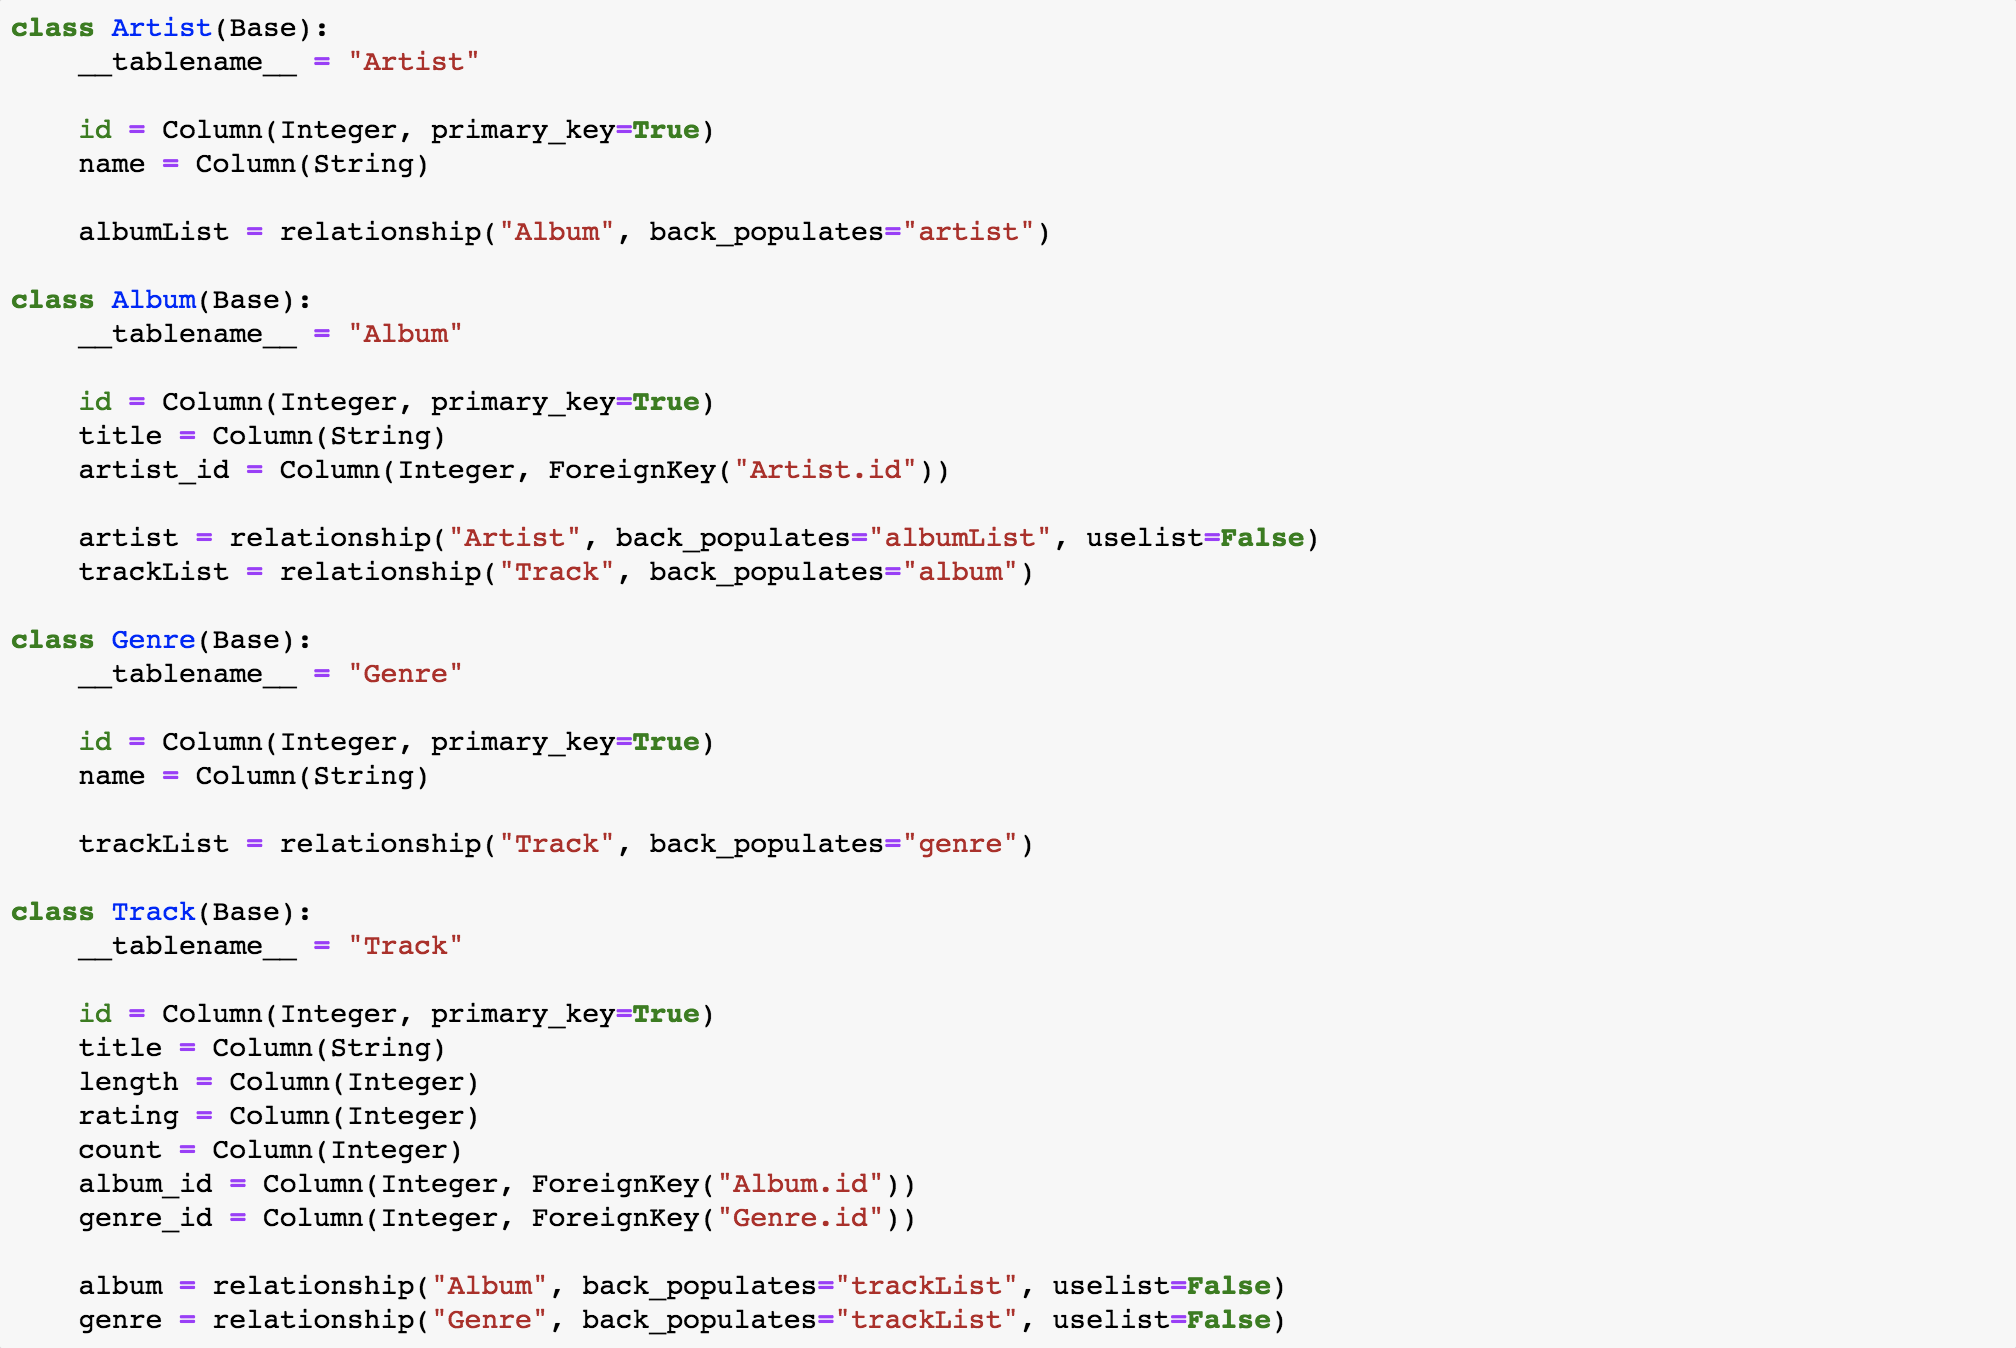 class Artist(Base):
    __tablename__ = "Artist"

    id = Column(Integer, primary_key=True)
    name = Column(String)

    albumList = relationship("Album", back_populates="artist")

class Album(Base):
    __tablename__ = "Album"

    id = Column(Integer, primary_key=True)
    title = Column(String)
    artist_id = Column(Integer, ForeignKey("Artist.id"))

    artist = relationship("Artist", back_populates="albumList", uselist=False)
    trackList = relationship("Track", back_populates="album")

class Genre(Base):
    __tablename__ = "Genre"

    id = Column(Integer, primary_key=True)
    name = Column(String)

    trackList = relationship("Track", back_populates="genre")

class Track(Base):
    __tablename__ = "Track"

    id = Column(Integer, primary_key=True)
    title = Column(String)
    length = Column(Integer)
    rating = Column(Integer)
    count = Column(Integer)
    album_id = Column(Integer, ForeignKey("Album.id"))
    genre_id = Column(Integer, ForeignKey("Genre.id"))

    album = relationship("Album", back_populates="trackList", uselist=False)
    genre = relationship("Genre", back_populates="trackList", uselist=False)